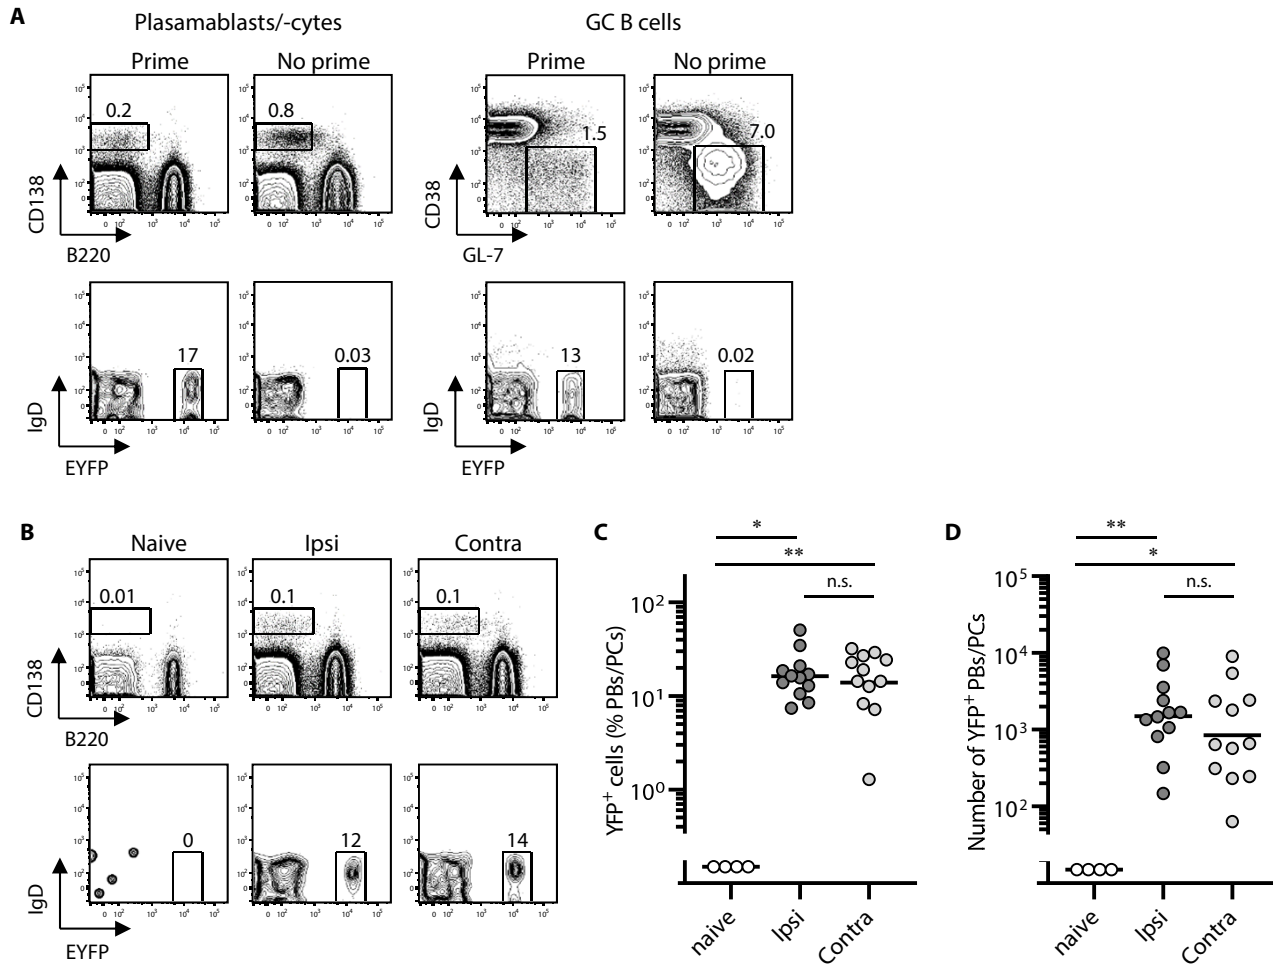 A
Plasamablasts/-cytes
GC B cells
Prime
No prime
Prime
No prime
0.2
0.8
1.5
7.0
CD138
B220
CD38
GL-7
17
0.03
13
0.02
IgD
EYFP
IgD
EYFP
B
Naive
Ipsi
Contra
0.01
0.1
0.1
CD138
B220
0
12
14
IgD
EYFP
C
*
**
n.s.
YFP+ cells (% PBs/PCs)
10²
10¹
10⁰
naive
Ipsi
Contra
D
**
*
n.s.
Number of YFP+ PBs/PCs
10⁵
10⁴
10³
10²
naive
Ipsi
Contra